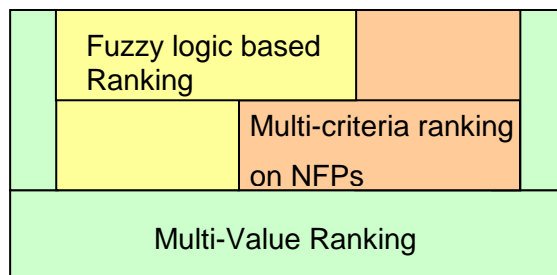 Fuzzy logic based
Ranking
Multi-criteria ranking
on NFPs
Multi-Value Ranking